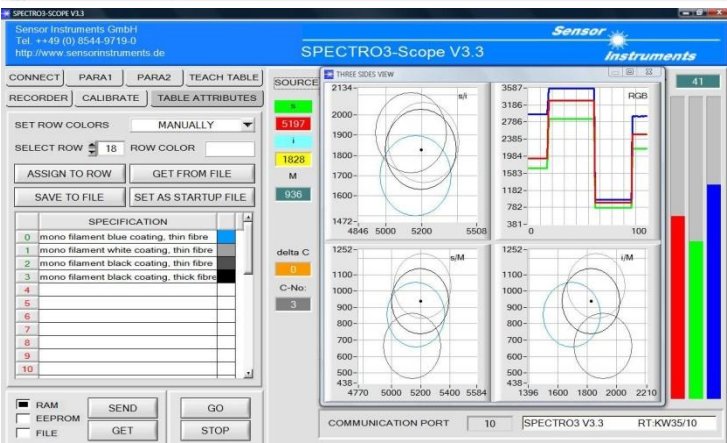 SPECTRO3-Scope V3.3
Sensor Instruments GmbH
Tel. ++49 (0) 8544-9719-0
http://www.sensorinstruments.de
SPECTRO3-Scope V3.3
Sensor
Instruments
CONNECT PARA1 PARA2 TEACH TABLE
RECORDER CALIBRATE TABLE ATTRIBUTES
SET ROW COLORS MANUALLY
SELECT ROW 18 ROW COLOR
ASSIGN TO ROW GET FROM FILE
SAVE TO FILE SET AS STARTUP FILE
SPECIFICATION
0 mono filament blue coating, thin fibre
1 mono filament white coating, thin fibre
2 mono filament black coating, thin fibre
3 mono filament black coating, thick fibre
4
5
6
7
8
9
10
RAM
EEPROM
FILE
SEND GO
GET STOP
SOURCE
s
5197
i
1828
M
936
delta C
0
C-No:
3
THREE SIDES VIEW
s/i
2134-
2000-
1900-
1800-
1700-
1600-
1472-
4846 5000 5200 5508
RGB
3587-
3186-
2786-
2385-
1984-
1583-
1182-
782-
381-
0 100
s/M
1252-
1100-
1000-
900-
800-
700-
600-
500-
438-
4770 5000 5200 5400 5584
i/M
1252-
1100-
1000-
900-
800-
700-
600-
500-
438-
1396 1600 1800 2000 2210
41
COMMUNICATION PORT 10 SPECTRO3 V3.3 RT:KW35/10